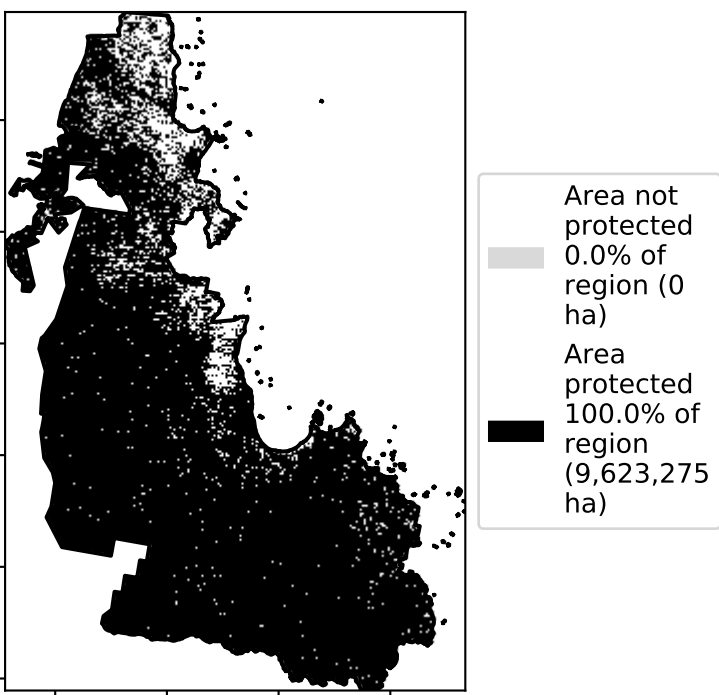 Area not
protected
0.0% of
region (0
ha)
Area
protected
100.0% of
region
(9,623,275
ha)